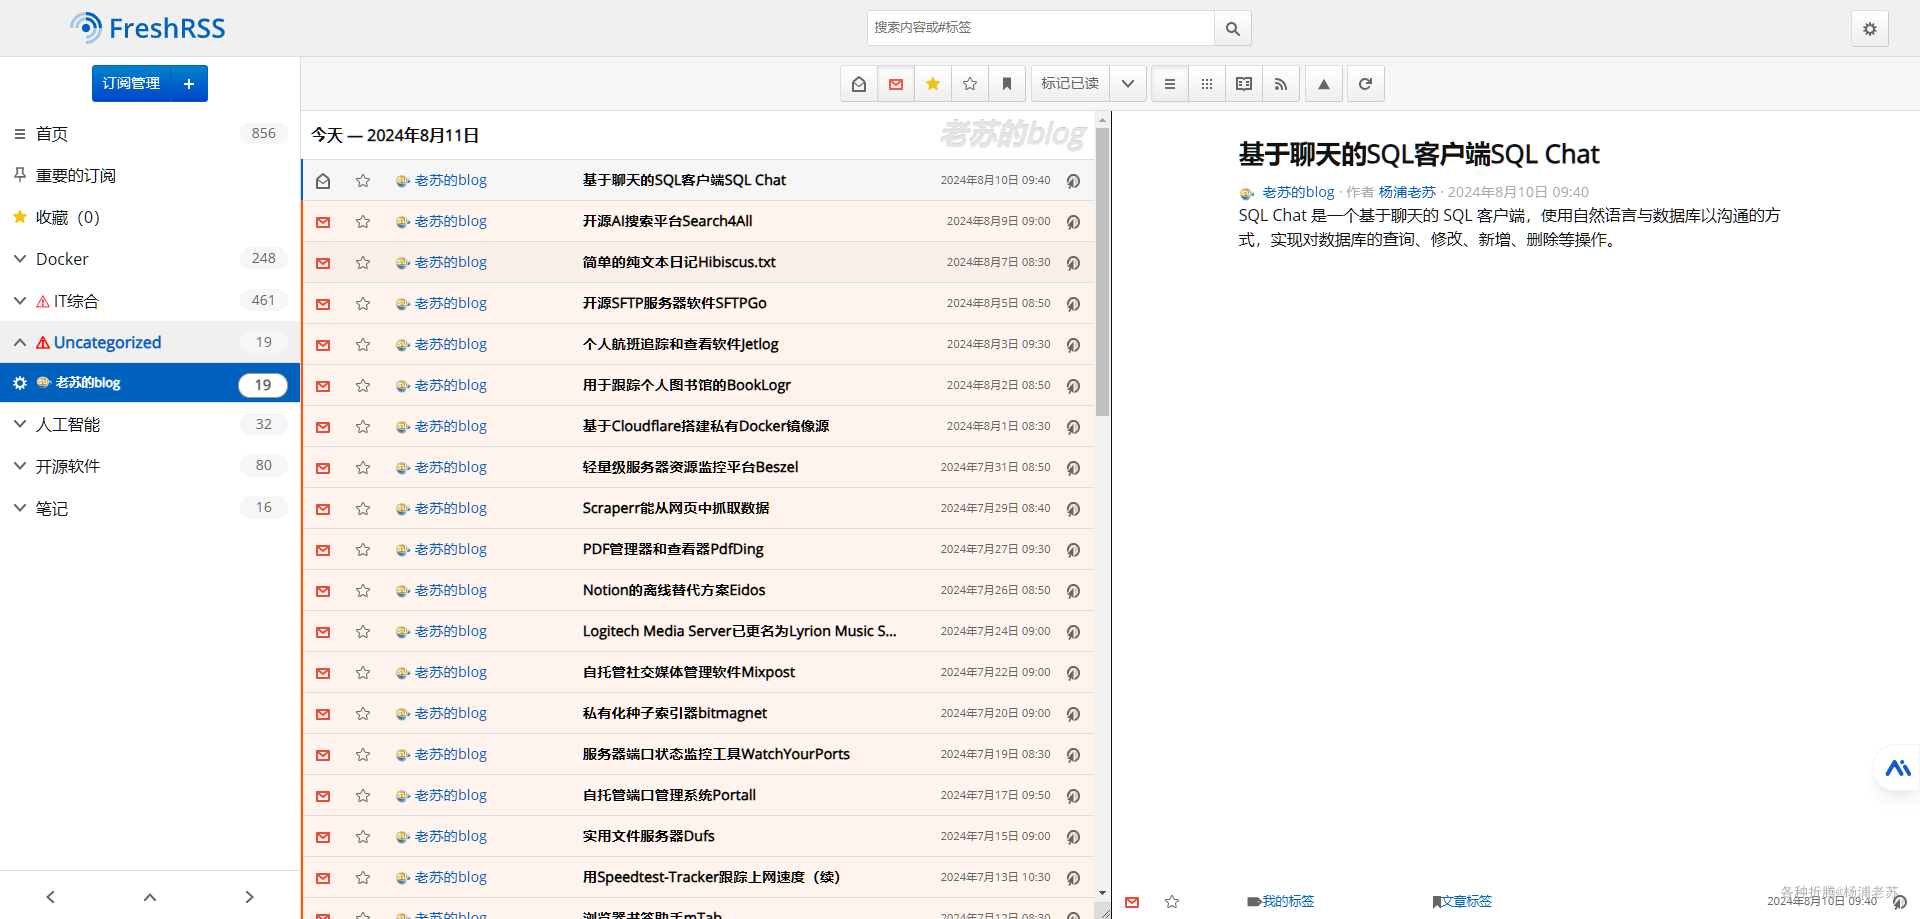 FreshRSS
搜索内容或#标签
订阅管理
标记已读
首页 856
重要的订阅
收藏（0）
Docker 248
IT综合 461
Uncategorized 19
老苏的blog 19
人工智能 32
开源软件 80
笔记 16
今天 — 2024年8月11日
老苏的blog
老苏的blog 基于聊天的SQL客户端SQL Chat 2024年8月10日 09:40
老苏的blog 开源AI搜索平台Search4All 2024年8月9日 09:00
老苏的blog 简单的纯文本日记Hibiscus.txt 2024年8月7日 08:30
老苏的blog 开源SFTP服务器软件SFTPGo 2024年8月5日 08:50
老苏的blog 个人航班追踪和查看软件Jetlog 2024年8月3日 09:30
老苏的blog 用于跟踪个人图书馆的BookLogr 2024年8月2日 08:50
老苏的blog 基于Cloudflare搭建私有Docker镜像源 2024年8月1日 08:30
老苏的blog 轻量级服务器资源监控平台Beszel 2024年7月31日 08:50
老苏的blog Scraperr能从网页中抓取数据 2024年7月29日 08:40
老苏的blog PDF管理器和查看器PdfDing 2024年7月27日 09:30
老苏的blog Notion的离线替代方案Eidos 2024年7月26日 08:50
老苏的blog Logitech Media Server已更名为Lyrion Music S... 2024年7月24日 09:00
老苏的blog 自托管社交媒体管理软件Mixpost 2024年7月22日 09:00
老苏的blog 私有化种子索引器bitmagnet 2024年7月20日 09:00
老苏的blog 服务器端口状态监控工具WatchYourPorts 2024年7月19日 08:30
老苏的blog 自托管端口管理系统Portall 2024年7月17日 09:50
老苏的blog 实用文件服务器Dufs 2024年7月15日 09:00
老苏的blog 用Speedtest-Tracker跟踪上网速度（续） 2024年7月13日 10:30
老苏的blog 浏览器书签助手mTab 2024年7月12日 08:30
基于聊天的SQL客户端SQL Chat
老苏的blog · 作者 杨浦老苏 · 2024年8月10日 09:40
SQL Chat 是一个基于聊天的 SQL 客户端，使用自然语言与数据库以沟通的方
式，实现对数据库的查询、修改、新增、删除等操作。
我的标签 文章标签 2024年8月10日 09:40
各种折腾@杨浦老苏